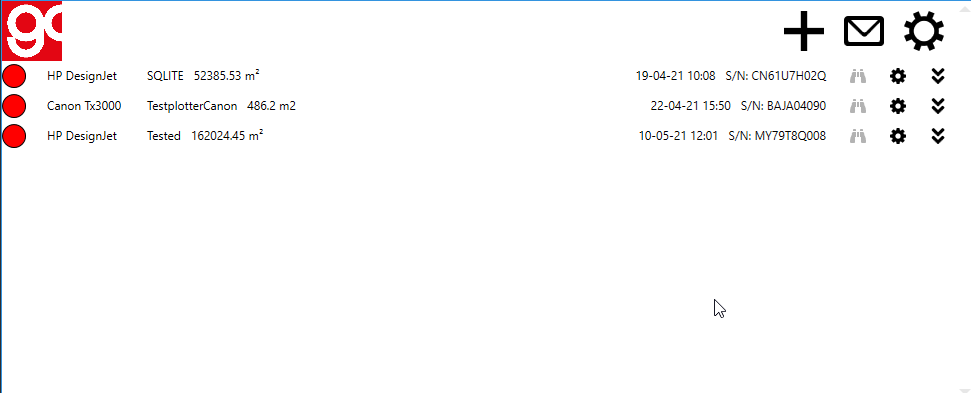 go
HP DesignJet SQLITE 52385.53 m² 19-04-21 10:08 S/N: CN61U7H02Q
Canon Tx3000 TestplotterCanon 486.2 m2 22-04-21 15:50 S/N: BAJA04090
HP DesignJet Tested 162024.45 m² 10-05-21 12:01 S/N: MY79T8Q008